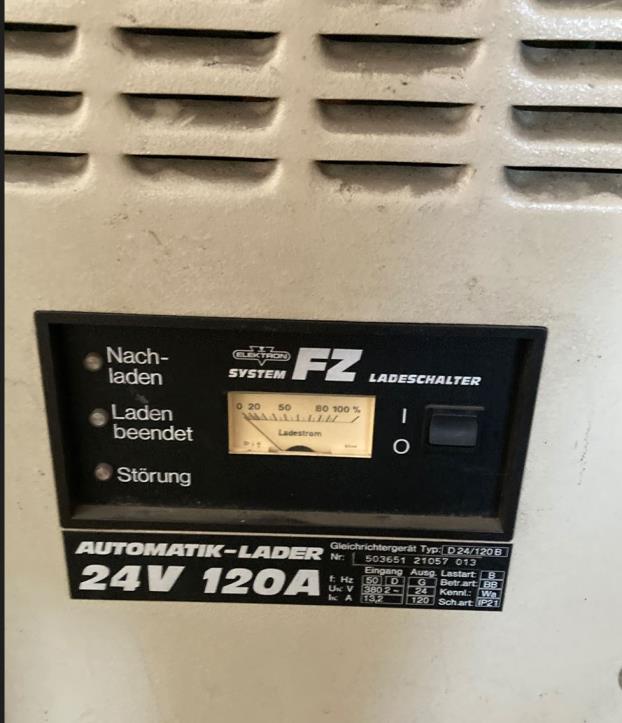 Nach-
laden
Laden
beendet
Störung
ELEKTRON
SYSTEM FZ LADESCHALTER
0 20 50 80 100 %
Ladestrom
I
O
AUTOMATIK-LADER
24V 120A
Gleichrichtergerät Typ: D 24/120 B
Nr: 503651 21057 013
Eingang Ausg. Lastart: B
f: Hz 50 D G Betr.art: BB
V 380 2~ 24 Kennl.: Wa
A 13,2 120 Sch.art: IP21